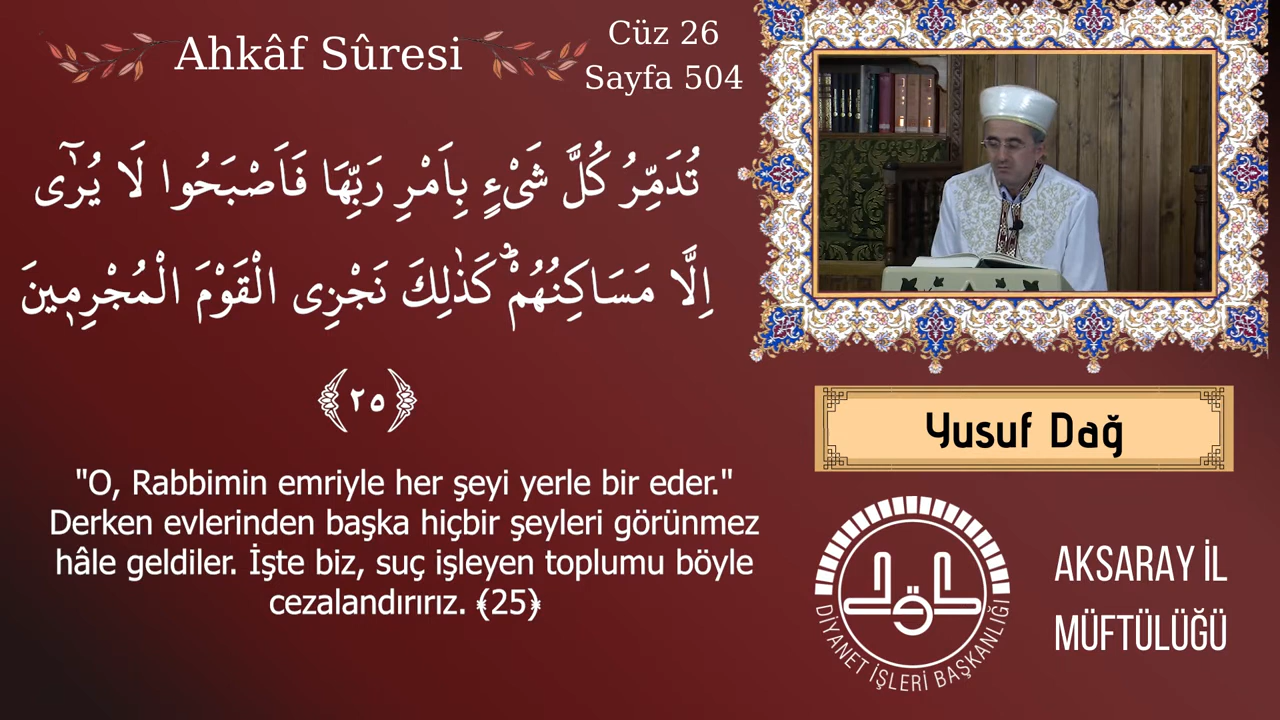 Ahkâf Sûresi
Cüz 26
Sayfa 504
تُدَمِّرُ كُلَّ شَيْءٍ بِاَمْرِ رَبِّهَا فَاَصْبَحُوا لَا يُرٰٓى
اِلَّا مَسَاكِنُهُمْۜ كَذٰلِكَ نَجْزِى الْقَوْمَ الْمُجْرِم۪ينَ
﴿٢٥﴾
"O, Rabbimin emriyle her şeyi yerle bir eder."
Derken evlerinden başka hiçbir şeyleri görünmez
hâle geldiler. İşte biz, suç işleyen toplumu böyle
cezalandırırız. ﴾25﴿
Yusuf Dağ
DİYANET İŞLERİ BAŞKANLIĞI
AKSARAY İL
MÜFTÜLÜĞÜ